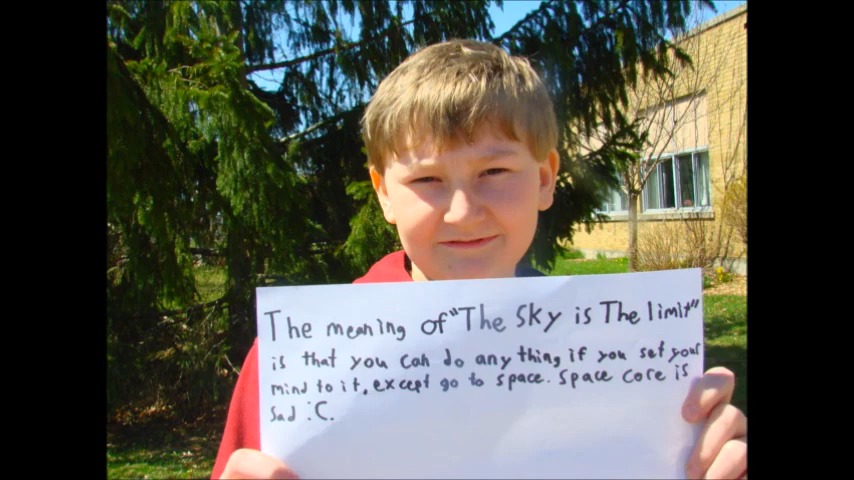 The meaning of "The Sky is The limit"
is that you can do any thing if you set your
mind to it, except go to space. Space core is
Sad :C.